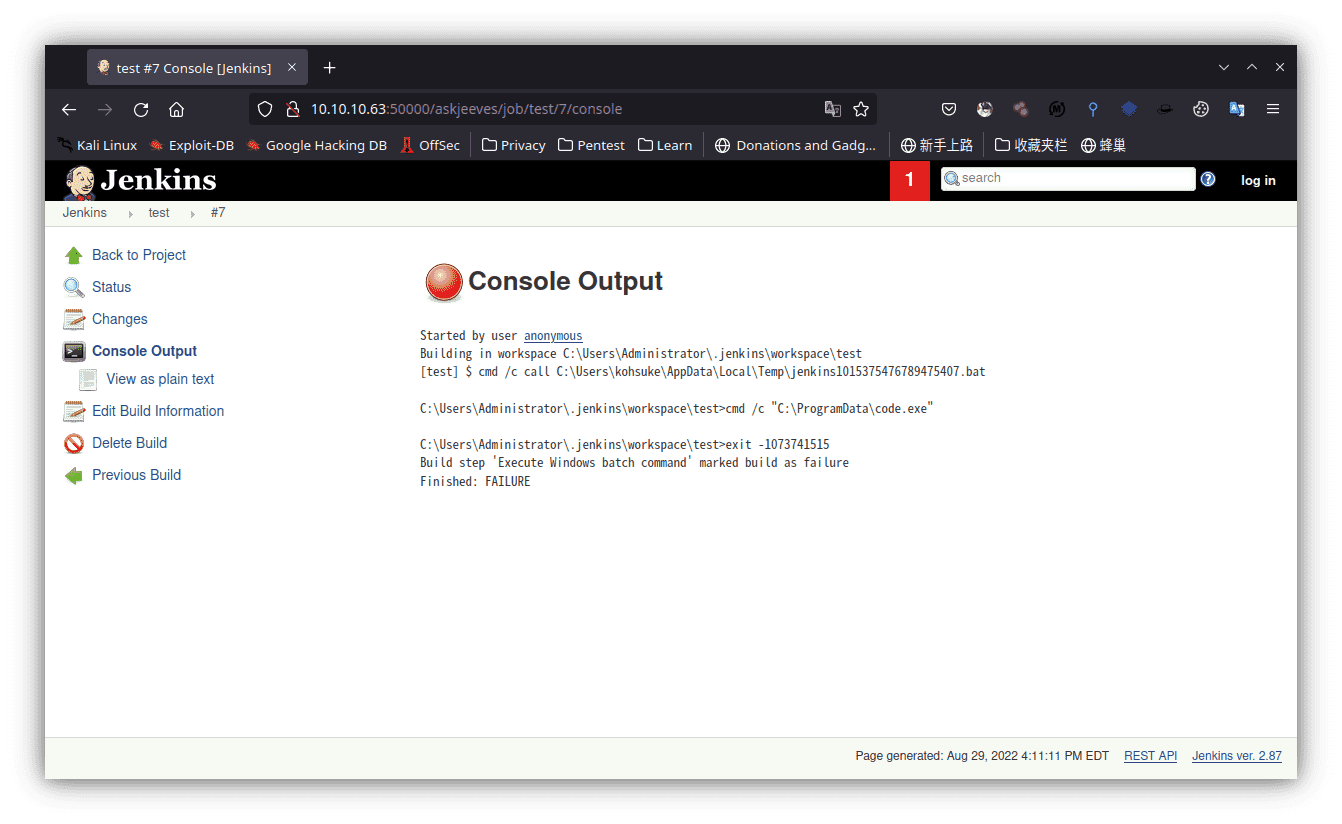 test #7 Console [Jenkins]
10.10.10.63:50000/askjeeves/job/test/7/console
Kali Linux Exploit-DB Google Hacking DB OffSec Privacy Pentest Learn Donations and Gadg... 新手上路 收藏夹栏 蜂巢
Jenkins 1 search log in
Jenkins test #7
Back to Project
Status
Changes
Console Output
View as plain text
Edit Build Information
Delete Build
Previous Build
Console Output
Started by user anonymous
Building in workspace C:\Users\Administrator\.jenkins\workspace\test
[test] $ cmd /c call C:\Users\kohsuke\AppData\Local\Temp\jenkins1015375476789475407.bat
C:\Users\Administrator\.jenkins\workspace\test>cmd /c "C:\ProgramData\code.exe"
C:\Users\Administrator\.jenkins\workspace\test>exit -1073741515
Build step 'Execute Windows batch command' marked build as failure
Finished: FAILURE
Page generated: Aug 29, 2022 4:11:11 PM EDT REST API Jenkins ver. 2.87